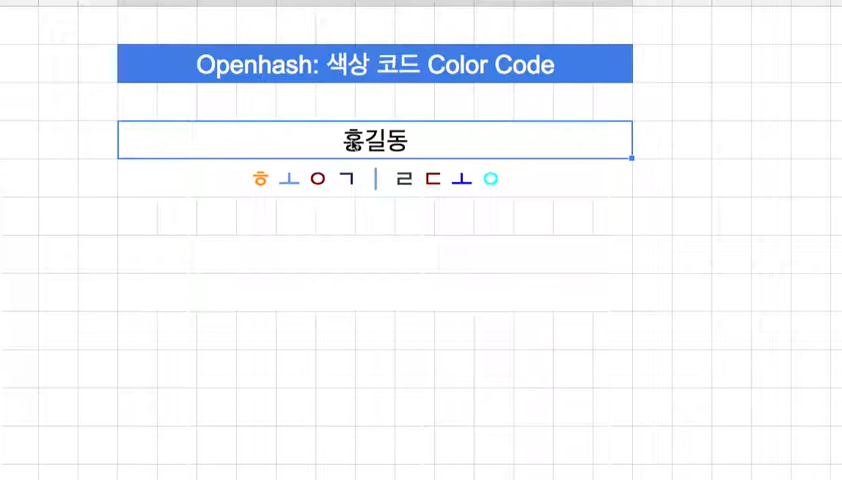 Openhash: 색상 코드 Color Code
홍길동
ㅎ ㅗ ㅇ ㄱ ㅣ ㄹ ㄷ ㅗ ㅇ